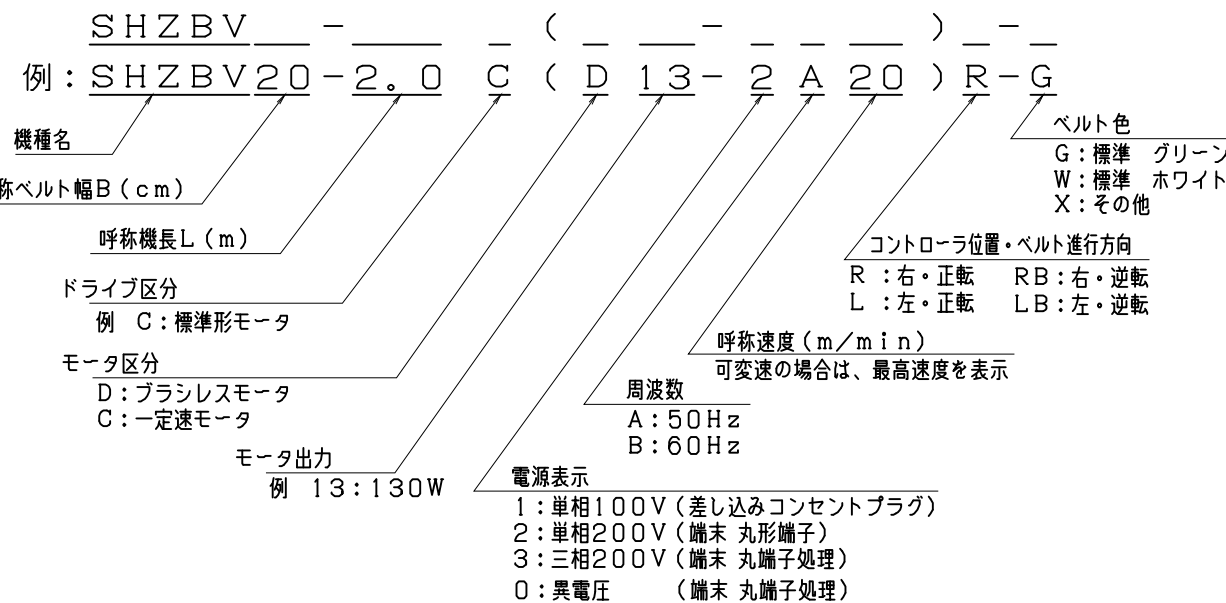 SHZBV__-___ _(_ __-_ _ __)_-_
例:SHZBV20-2.0 C(D 13-2 A 20)R-G
機種名
称ベルト幅B(cm)
呼称機長L(m)
ドライブ区分
例 C:標準形モータ
モータ区分
D:ブラシレスモータ
C:一定速モータ
モータ出力
例 13:130W
電源表示
1:単相100V(差し込みコンセントプラグ)
2:単相200V(端末 丸形端子)
3:三相200V(端末 丸端子処理)
0:異電圧 (端末 丸端子処理)
周波数
A:50Hz
B:60Hz
呼称速度(m/min)
可変速の場合は、最高速度を表示
コントローラ位置・ベルト進行方向
R :右・正転 RB:右・逆転
L :左・正転 LB:左・逆転
ベルト色
G:標準 グリーン
W:標準 ホワイト
X:その他